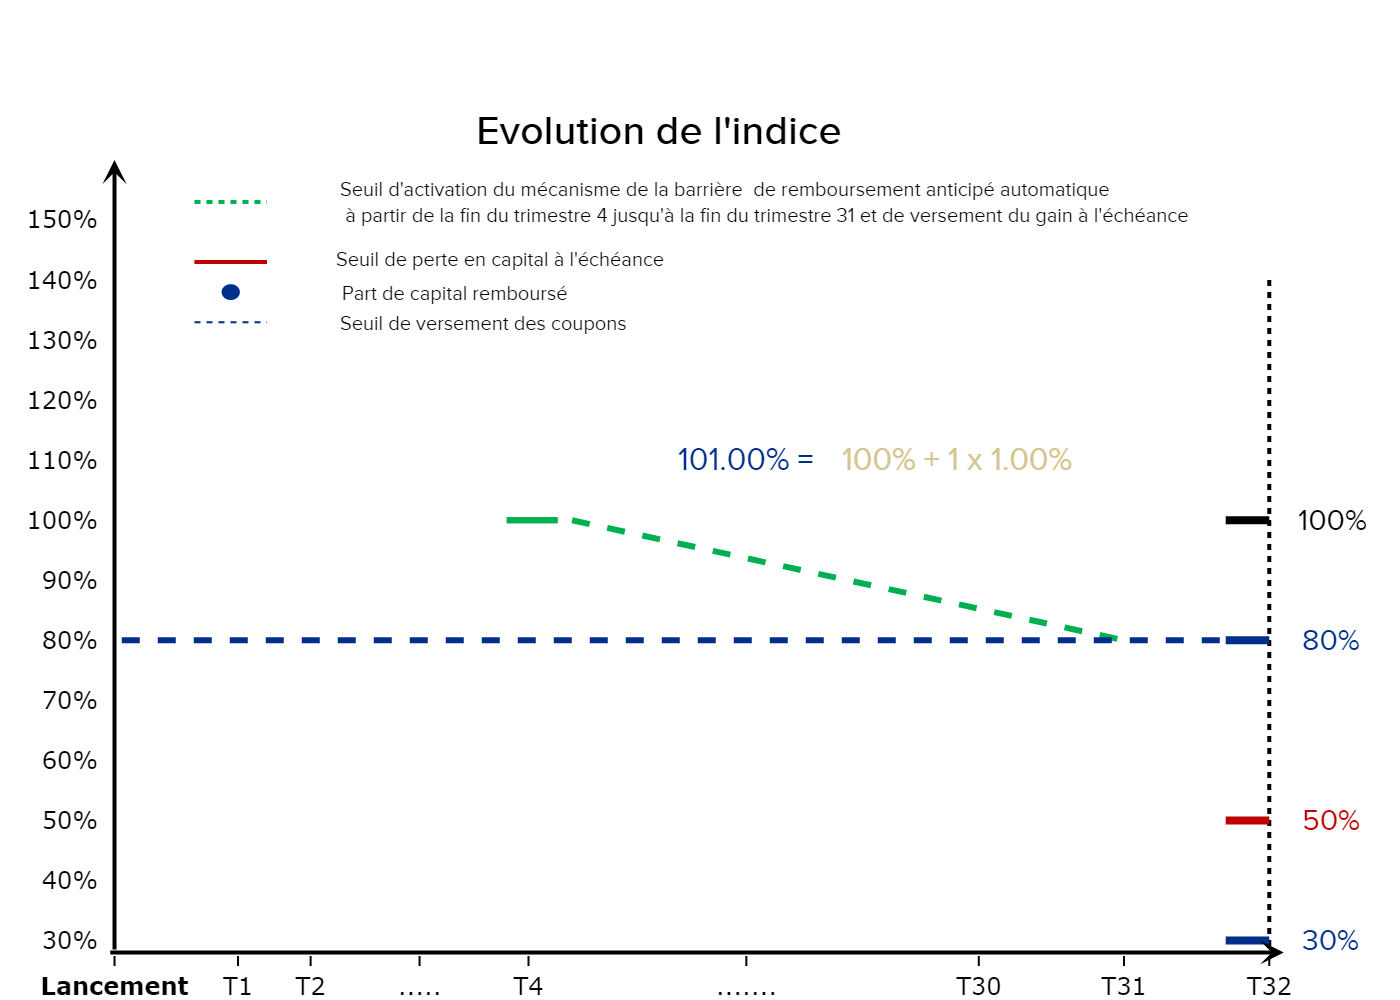 Evolution de l'indice
Seuil d'activation du mécanisme de la barrière  de remboursement anticipé automatique
à partir de la fin du trimestre 4 jusqu'à la fin du trimestre 31 et de versement du gain à l'échéance
Seuil de perte en capital à l'échéance
Part de capital remboursé
Seuil de versement des coupons
150%
140%
130%
120%
110%
101.00% = 100% + 1 x 1.00%
100%
100%
90%
80%
80%
70%
60%
50%
50%
40%
30%
30%
Lancement T1 T2 ..... T4 ....... T30 T31 T32